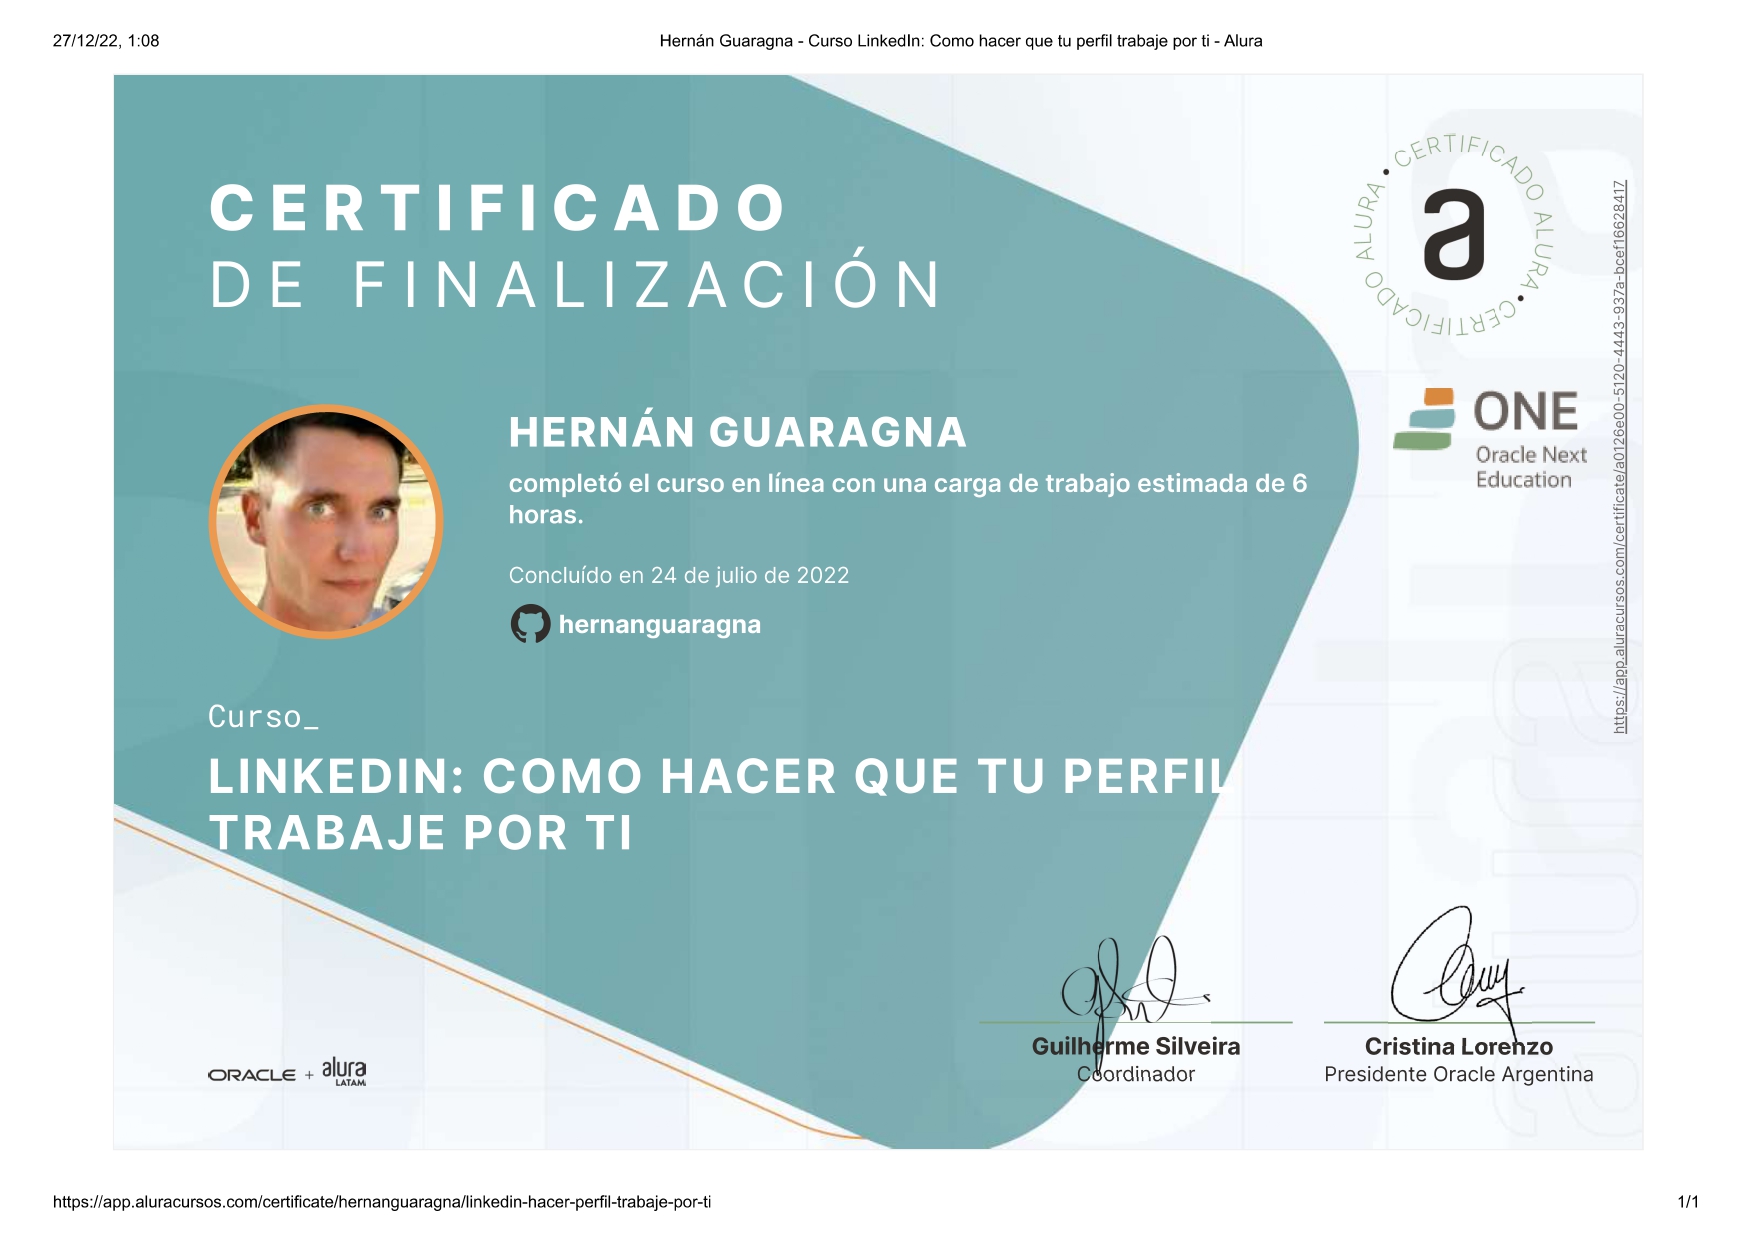 27/12/22, 1:08
Hernán Guaragna - Curso LinkedIn: Como hacer que tu perfil trabaje por ti - Alura
CERTIFICADO
DE FINALIZACIÓN
CERTIFICADO ALURA • CERTIFICADO ALURA •
a
ONE
Oracle Next
Education
https://app.aluracursos.com/certificate/a0126e00-5120-4443-937a-bcef16628417
HERNÁN GUARAGNA
completó el curso en línea con una carga de trabajo estimada de 6
horas.
Concluído en 24 de julio de 2022
hernanguaragna
Curso_
LINKEDIN: COMO HACER QUE TU PERFIL
TRABAJE POR TI
ORACLE + alura
LATAM
Guilherme Silveira
Coordinador
Cristina Lorenzo
Presidente Oracle Argentina
https://app.aluracursos.com/certificate/hernanguaragna/linkedin-hacer-perfil-trabaje-por-ti
1/1